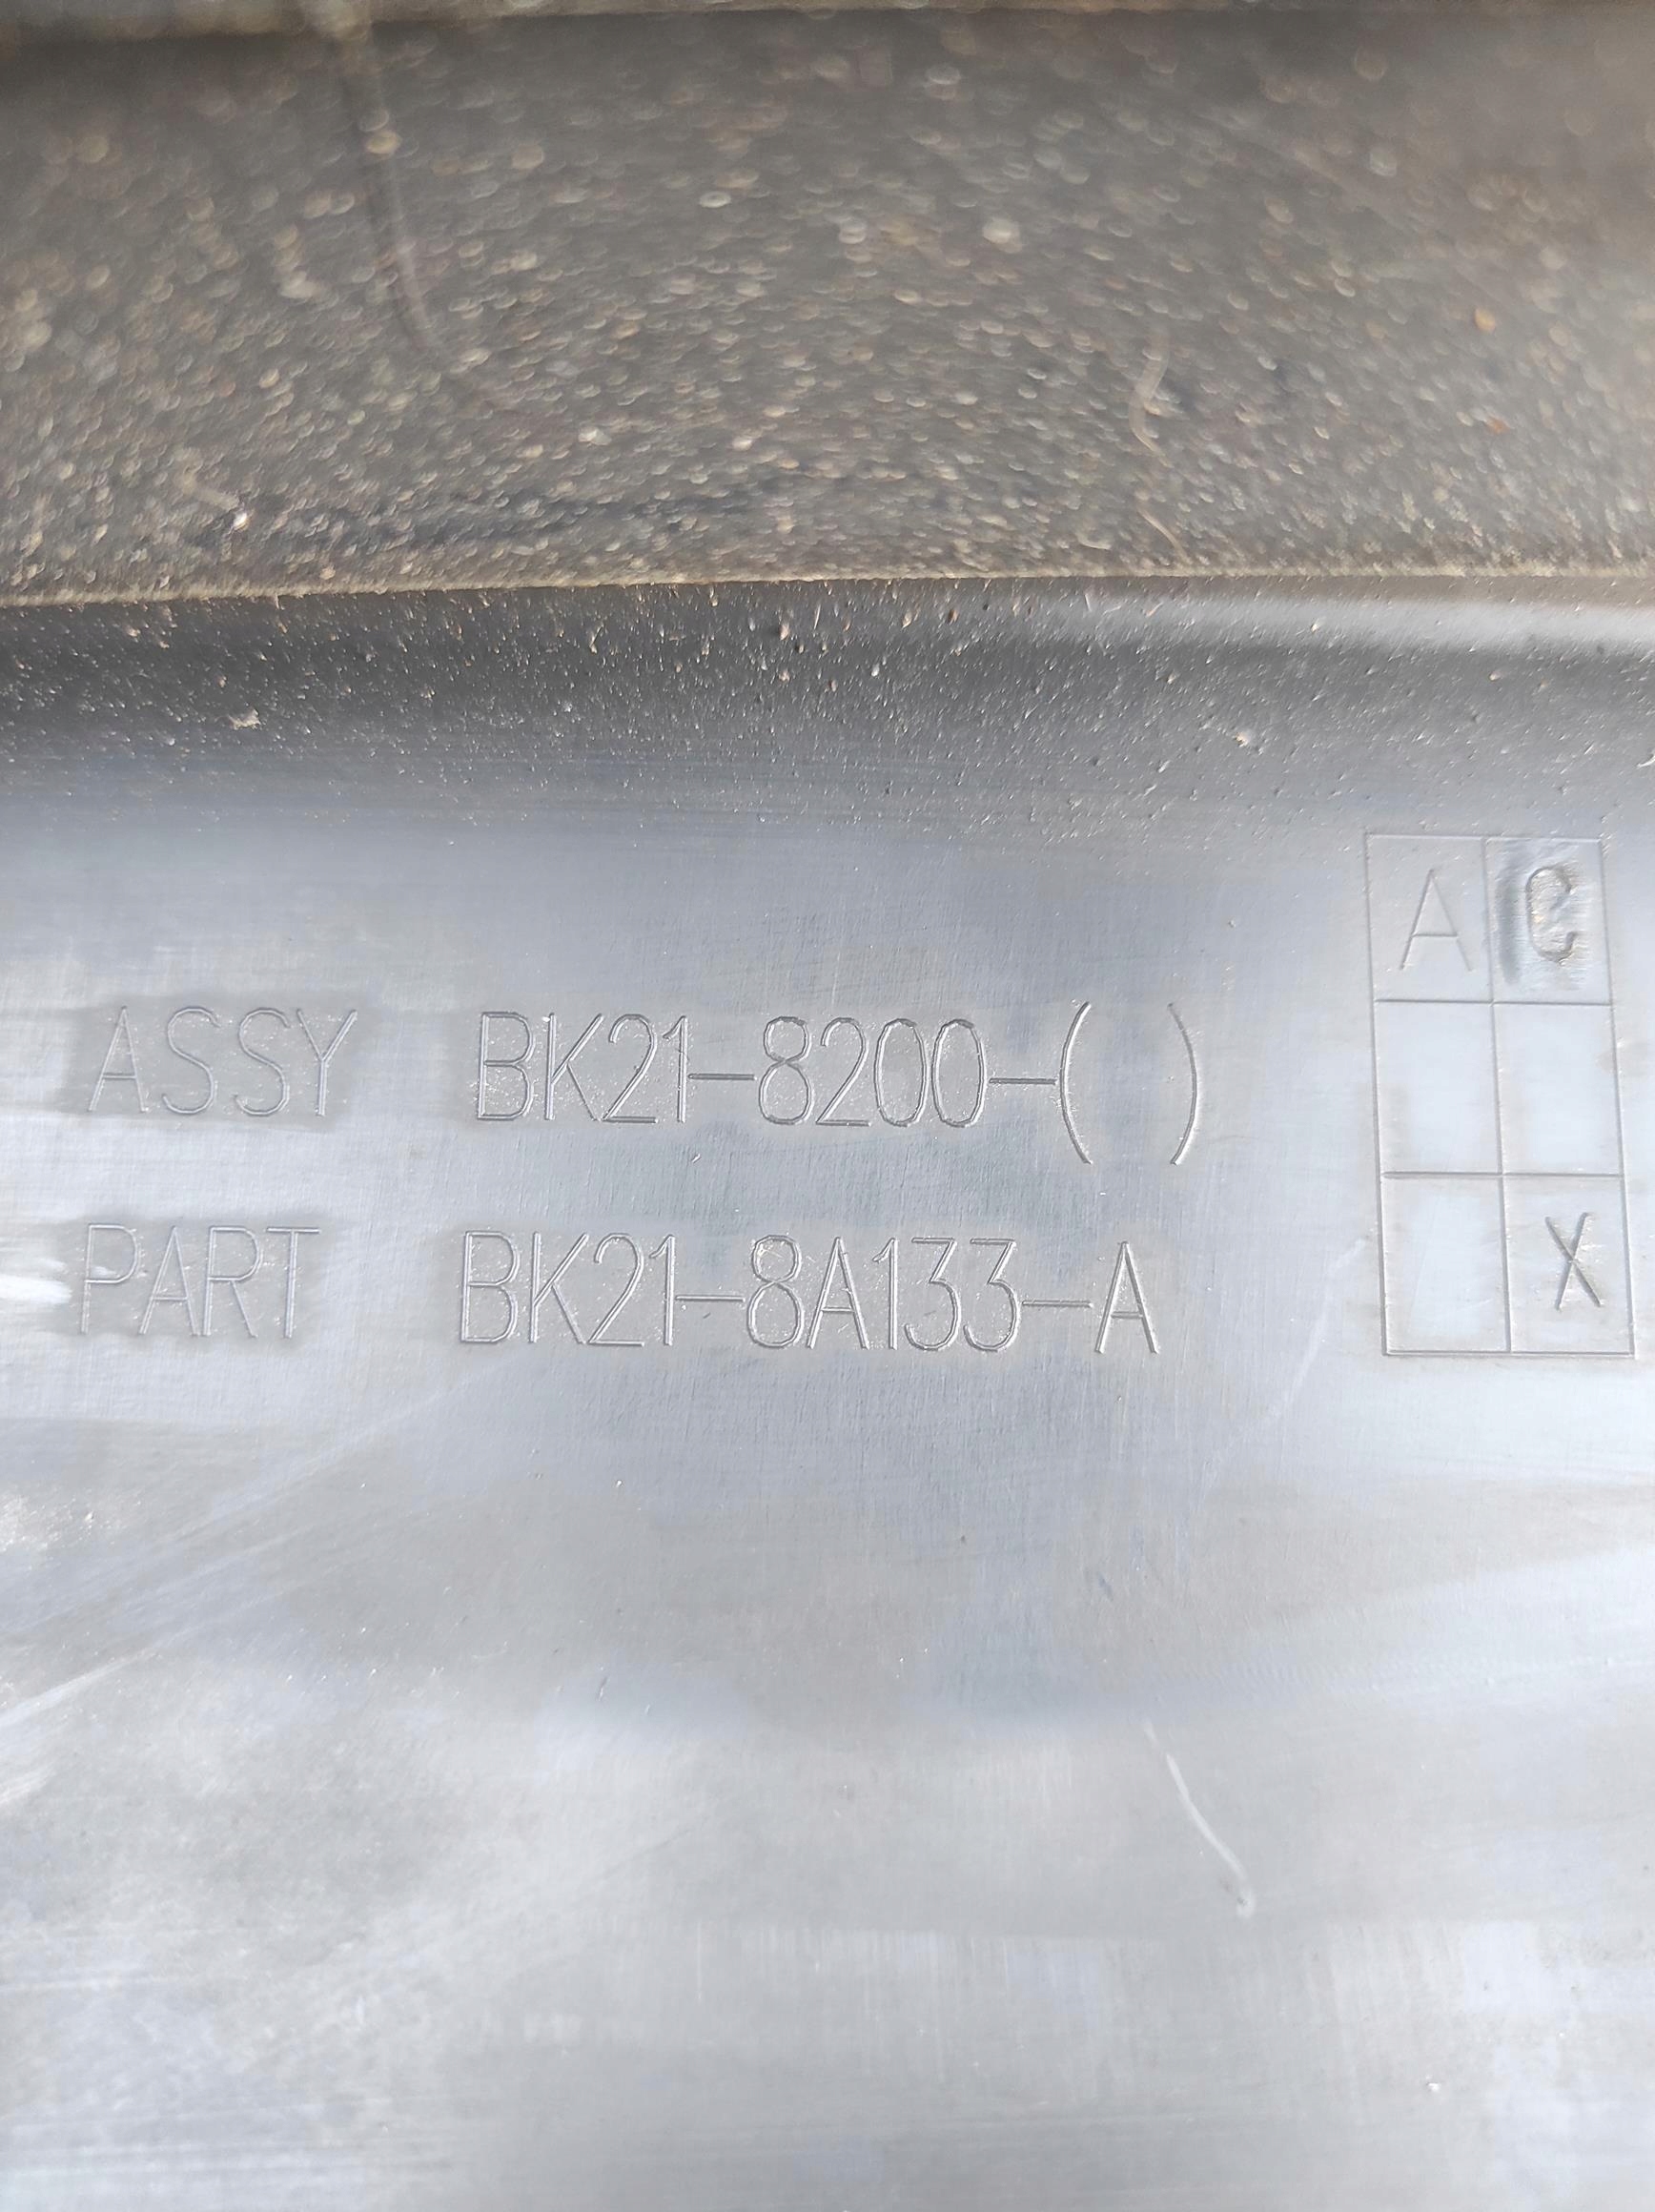 A C
ASSY BK21-8200-( )
PART BK21-8A133-A
X